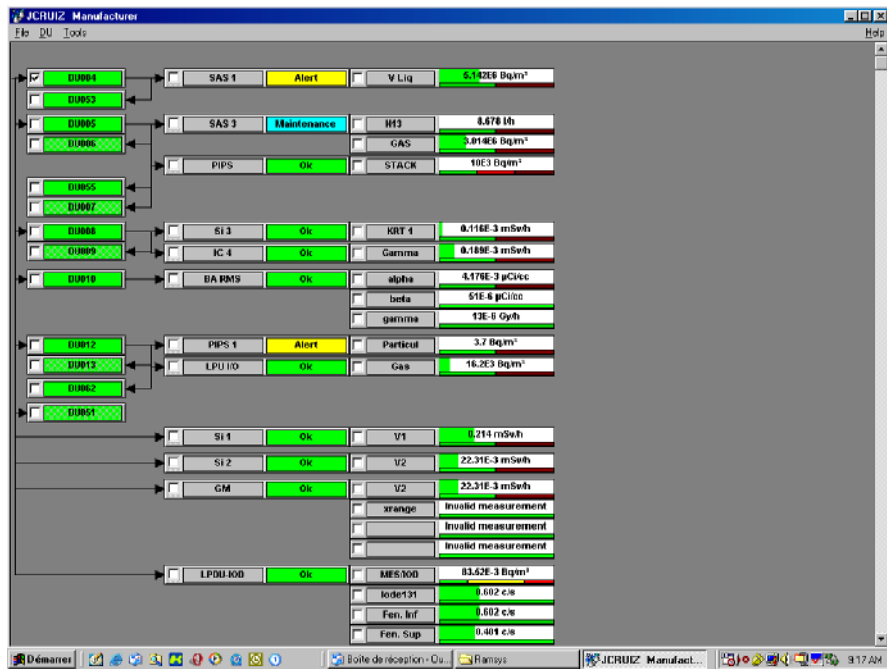 JCRUIZ Manufacturer
File DU Tools Help
DU004 SAS 1 Alert V Liq 6.142E6 Bq/m³
DU053
DU005 SAS 3 Maintenance H13 8.678 l/h
DU006 GAS 3.014E6 Bq/m³
PIPS Ok STACK 10E3 Bq/m³
DU055
DU007
DU008 Si 3 Ok KRT 1 0.116E-3 mSv/h
DU009 IC 4 Ok Gamma 0.189E-3 mSv/h
DU010 BA RMS Ok alpha 4.176E-3 µCi/cc
beta 51E-6 µCi/cc
gamma 13E-6 Gy/h
DU012 PIPS 1 Alert Particul 3.7 Bq/m³
DU013 LPU I/O Ok Gas 16.2E3 Bq/m³
DU062
DU051
Si 1 Ok V1 0.214 mSv/h
Si 2 Ok V2 22.31E-3 mSv/h
GM Ok V2 22.31E-3 mSv/h
xrange Invalid measurement
Invalid measurement
Invalid measurement
LPDU-IOD Ok MES/IOD 83.62E-3 Bq/m³
Iode131 0.602 c/s
Fen. Inf 0.602 c/s
Fen. Sup 0.401 c/s
Démarrer Boîte de réception - Ou... Ramsys JCRUIZ Manufact... 9:17 AM